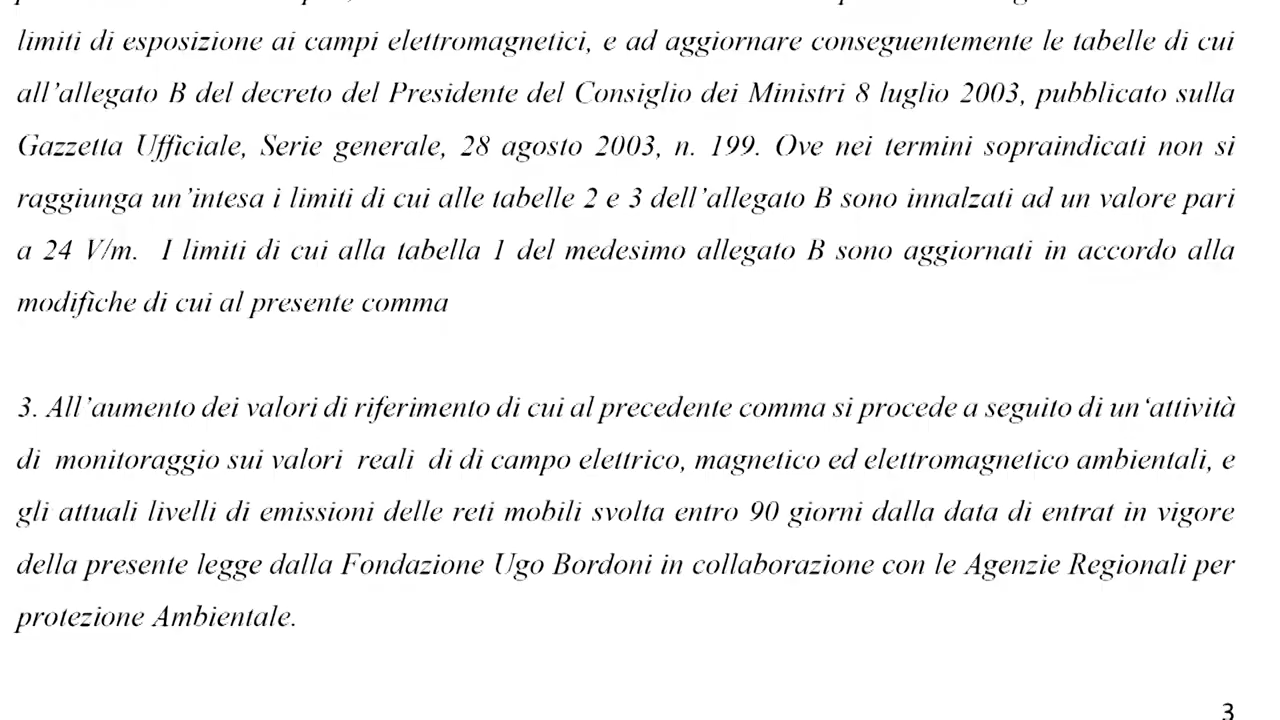 limiti di esposizione ai campi elettromagnetici, e ad aggiornare conseguentemente le tabelle di cui
all’allegato B del decreto del Presidente del Consiglio dei Ministri 8 luglio 2003, pubblicato sulla
Gazzetta Ufficiale, Serie generale, 28 agosto 2003, n. 199. Ove nei termini sopraindicati non si
raggiunga un’intesa i limiti di cui alle tabelle 2 e 3 dell’allegato B sono innalzati ad un valore pari
a 24 V/m. I limiti di cui alla tabella 1 del medesimo allegato B sono aggiornati in accordo alla
modifiche di cui al presente comma
3. All’aumento dei valori di riferimento di cui al precedente comma si procede a seguito di un‘attività
di monitoraggio sui valori reali di di campo elettrico, magnetico ed elettromagnetico ambientali, e
gli attuali livelli di emissioni delle reti mobili svolta entro 90 giorni dalla data di entrat in vigore
della presente legge dalla Fondazione Ugo Bordoni in collaborazione con le Agenzie Regionali per
protezione Ambientale.
3